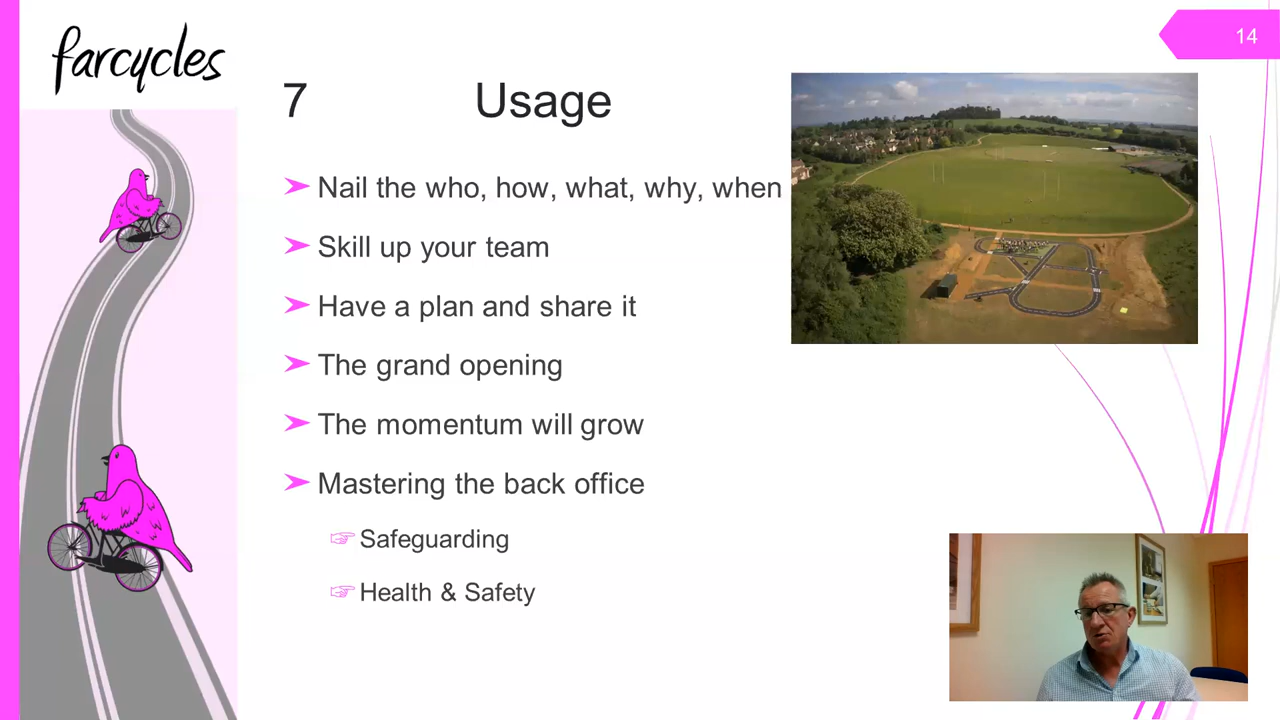 farcycles
14
7 Usage
Nail the who, how, what, why, when
Skill up your team
Have a plan and share it
The grand opening
The momentum will grow
Mastering the back office
Safeguarding
Health & Safety